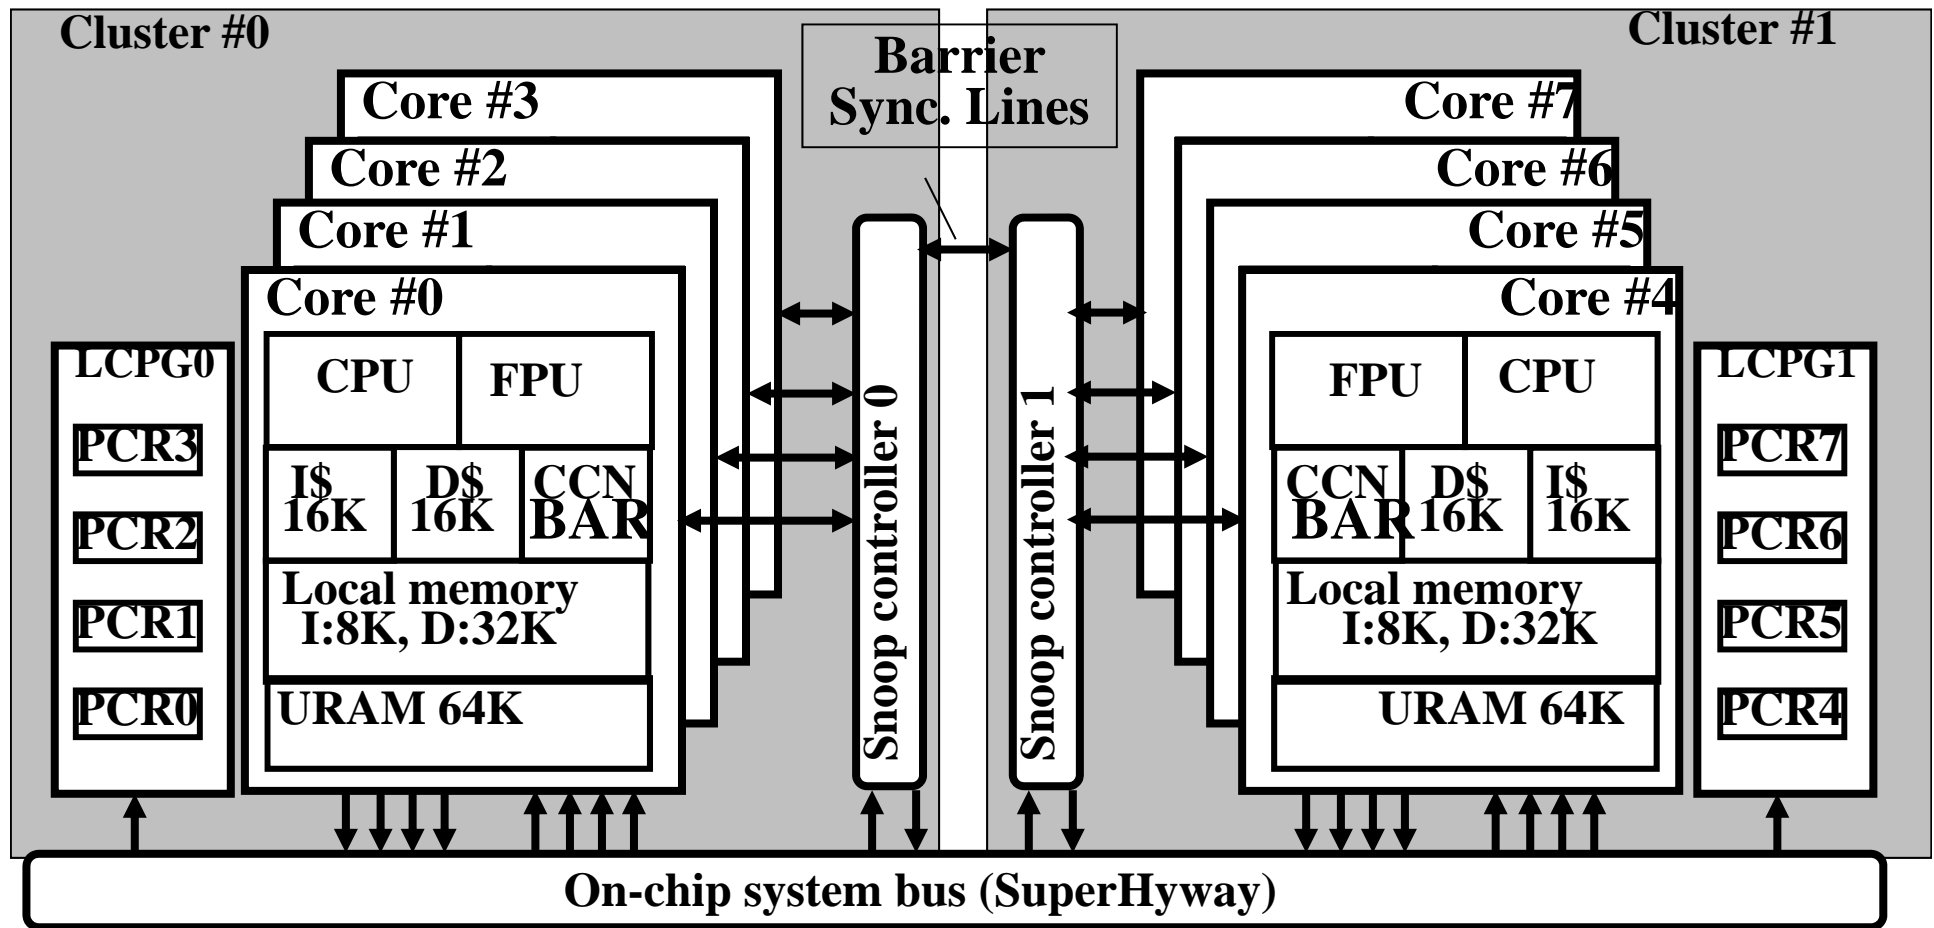 Cluster #0
Barrier
Sync. Lines
Cluster #1
Core #3
Core #2
Core #1
Core #0
CPU
FPU
I$
16K
D$
16K
CCN
BAR
Local memory
I:8K, D:32K
URAM 64K
LCPG0
PCR3
PCR2
PCR1
PCR0
Snoop controller 0
Snoop controller 1
Core #7
Core #6
Core #5
Core #4
FPU
CPU
CCN
BAR
D$
16K
I$
16K
Local memory
I:8K, D:32K
URAM 64K
LCPG1
PCR7
PCR6
PCR5
PCR4
On-chip system bus (SuperHyway)